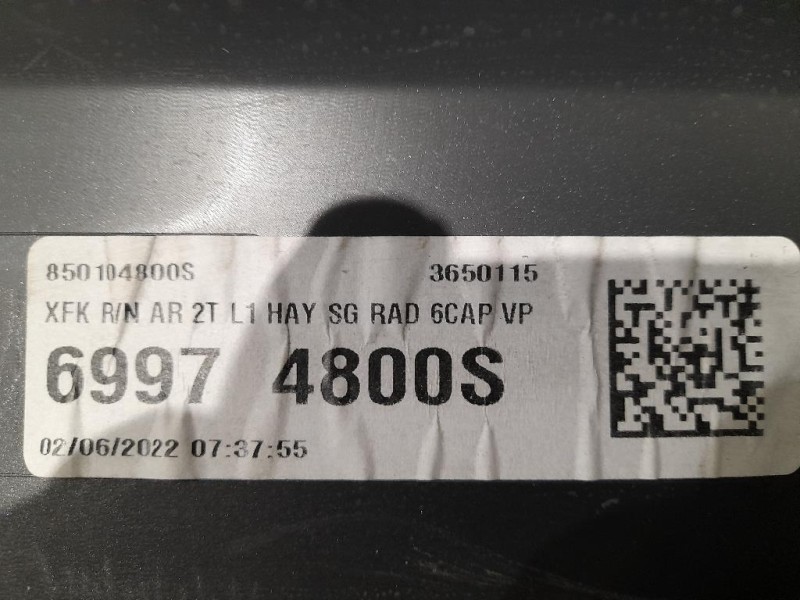 850104800S 3650115
XFK R/N AR 2T L1 HAY SG RAD 6CAP VP
6997 4800S
02/06/2022 07:37:55